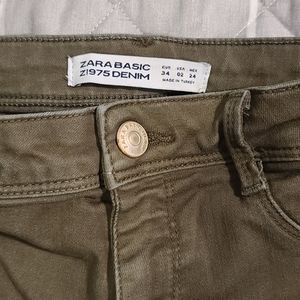 ZARA BASIC
Z1975 DENIM
EUR USA MEX
34 02 24
MADE IN TURKEY